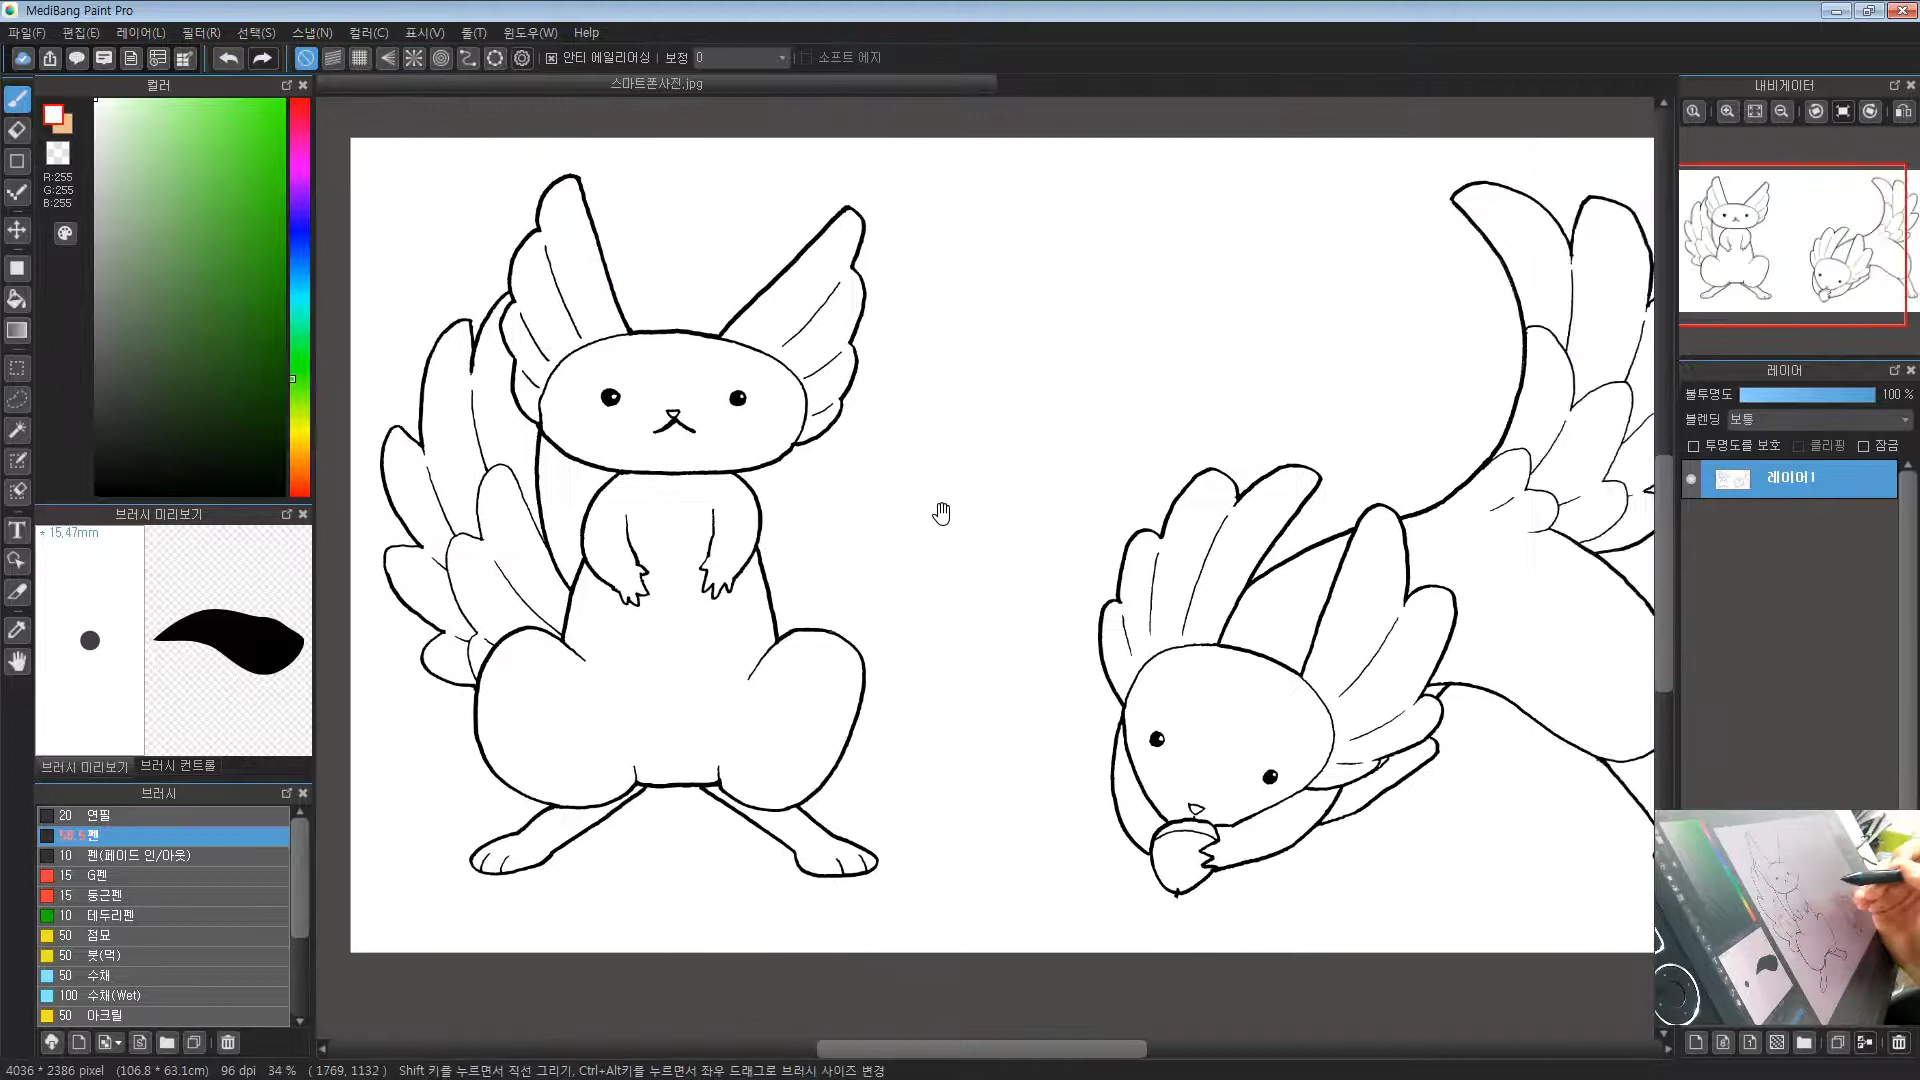 MediBang Paint Pro
파일(F) 편집(E) 레이어(L) 필터(R) 선택(S) 스냅(N) 컬러(C) 표시(V) 툴(T) 윈도우(W) Help
안티 에일리어싱 보정 0 소프트 에지
컬러
스마트폰사진.jpg
내비게이터
R:255
G:255
B:255
레이어
불투명도 100 %
블렌딩 보통
투명도를 보호 클리핑 잠금
레이어1
브러시 미리보기
* 15.47mm
브러시 미리보기 브러시 컨트롤
브러시
20 연필
58.5 펜
10 펜(페이드 인/아웃)
15 G펜
15 둥근펜
10 테두리펜
50 점묘
50 붓(먹)
50 수채
100 수채(Wet)
50 아크릴
4036 * 2386 pixel (106.8 * 63.1cm) 96 dpi 34 % ( 1769, 1132 ) Shift 키를 누르면서 직선 그리기, Ctrl+Alt키를 누르면서 좌우 드래그로 브러시 사이즈 변경